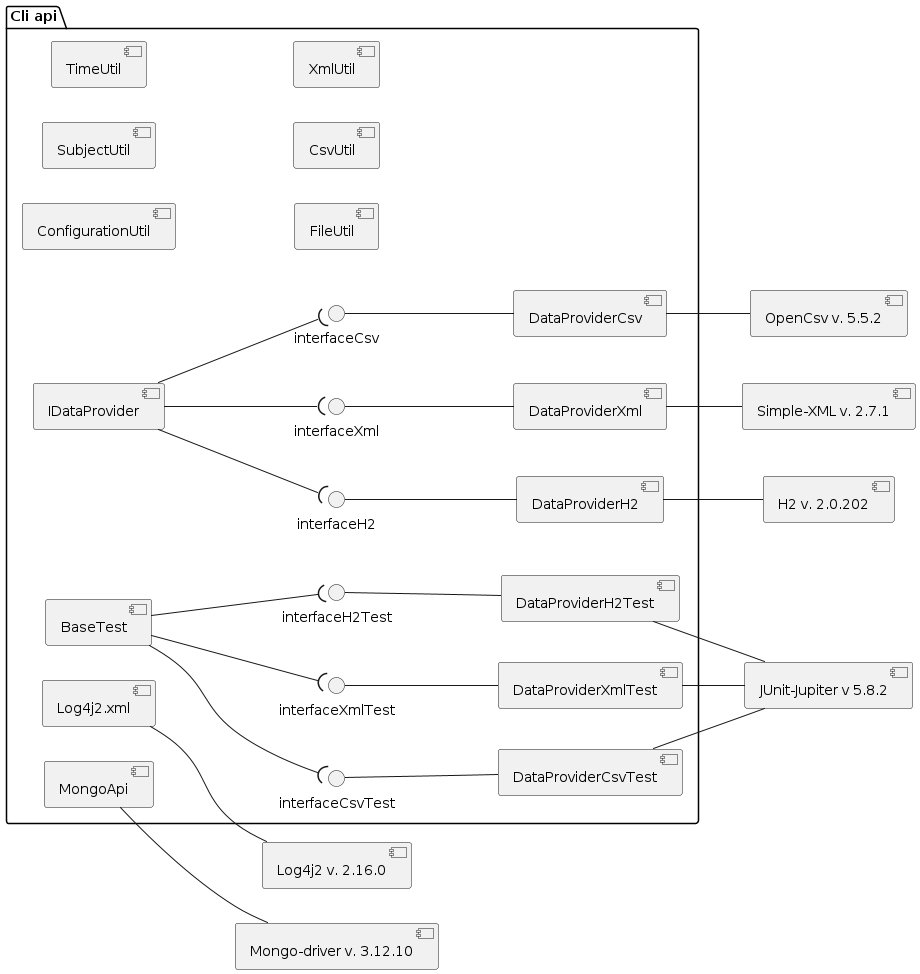 Cli api
TimeUtil
XmlUtil
SubjectUtil
CsvUtil
ConfigurationUtil
FileUtil
interfaceCsv
DataProviderCsv
OpenCsv v. 5.5.2
IDataProvider
interfaceXml
DataProviderXml
Simple-XML v. 2.7.1
interfaceH2
DataProviderH2
H2 v. 2.0.202
BaseTest
interfaceH2Test
DataProviderH2Test
Log4j2.xml
interfaceXmlTest
DataProviderXmlTest
JUnit-Jupiter v 5.8.2
MongoApi
interfaceCsvTest
DataProviderCsvTest
Log4j2 v. 2.16.0
Mongo-driver v. 3.12.10